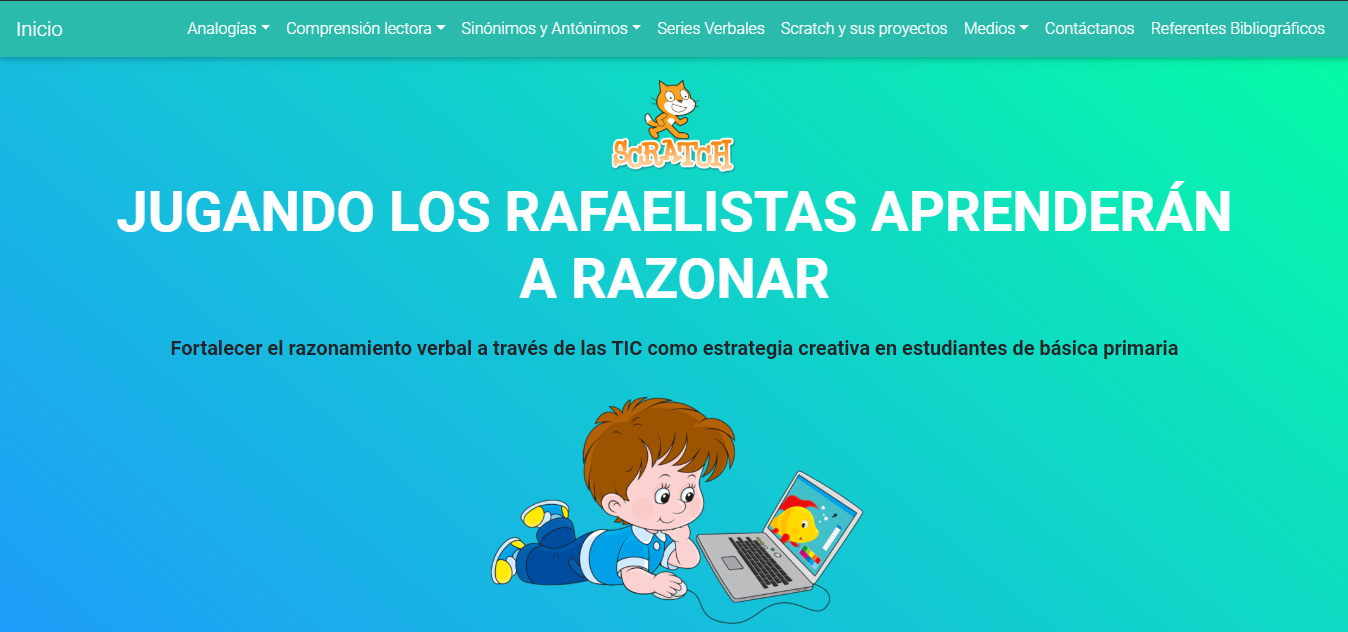 Inicio Analogías Comprensión lectora Sinónimos y Antónimos Series Verbales Scratch y sus proyectos Medios Contáctanos Referentes Bibliográficos
SCRATCH
JUGANDO LOS RAFAELISTAS APRENDERÁN
A RAZONAR
Fortalecer el razonamiento verbal a través de las TIC como estrategia creativa en estudiantes de básica primaria